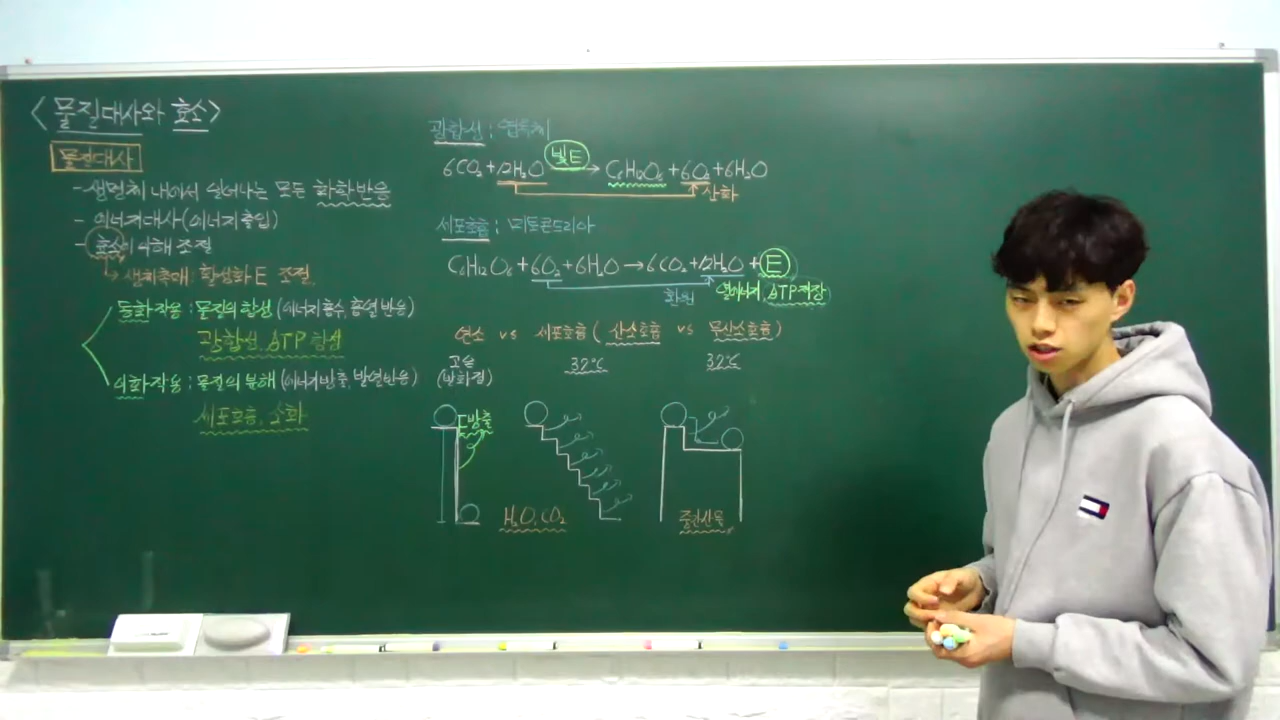 <물질대사와 효소>
물질대사
- 생명체 내에서 일어나는 모든 화학반응
- 에너지대사(에너지출입)
- 효소에 의해 조절
→ 생체촉매: 활성화E 조절
동화작용 : 물질의 합성 (에너지흡수, 흡열반응)
광합성, ATP 합성
이화작용 : 물질의 분해 (에너지방출, 발열반응)
세포호흡, 소화
광합성 : 엽록체
6CO₂+12H₂O 빛E → C₆H₁₂O₆+6O₂+6H₂O
산화
세포호흡 : 미토콘드리아
C₆H₁₂O₆+6O₂+6H₂O→6CO₂+12H₂O+E
환원
열에너지, ATP저장
연소 vs 세포호흡 ( 산소호흡 vs 무산소호흡 )
고온 32℃ 32℃
(발화점)
E방출
H₂O, CO₂
중간산물